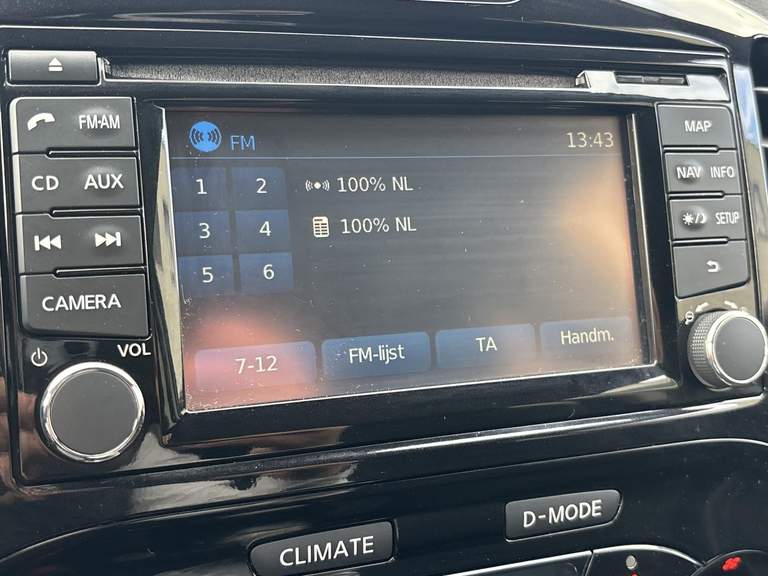 FM-AM
CD AUX
CAMERA
VOL
FM
13:43
1 2
3 4
5 6
100% NL
100% NL
7-12
FM-lijst
TA
Handm.
MAP
NAV INFO
SETUP
CLIMATE
D-MODE